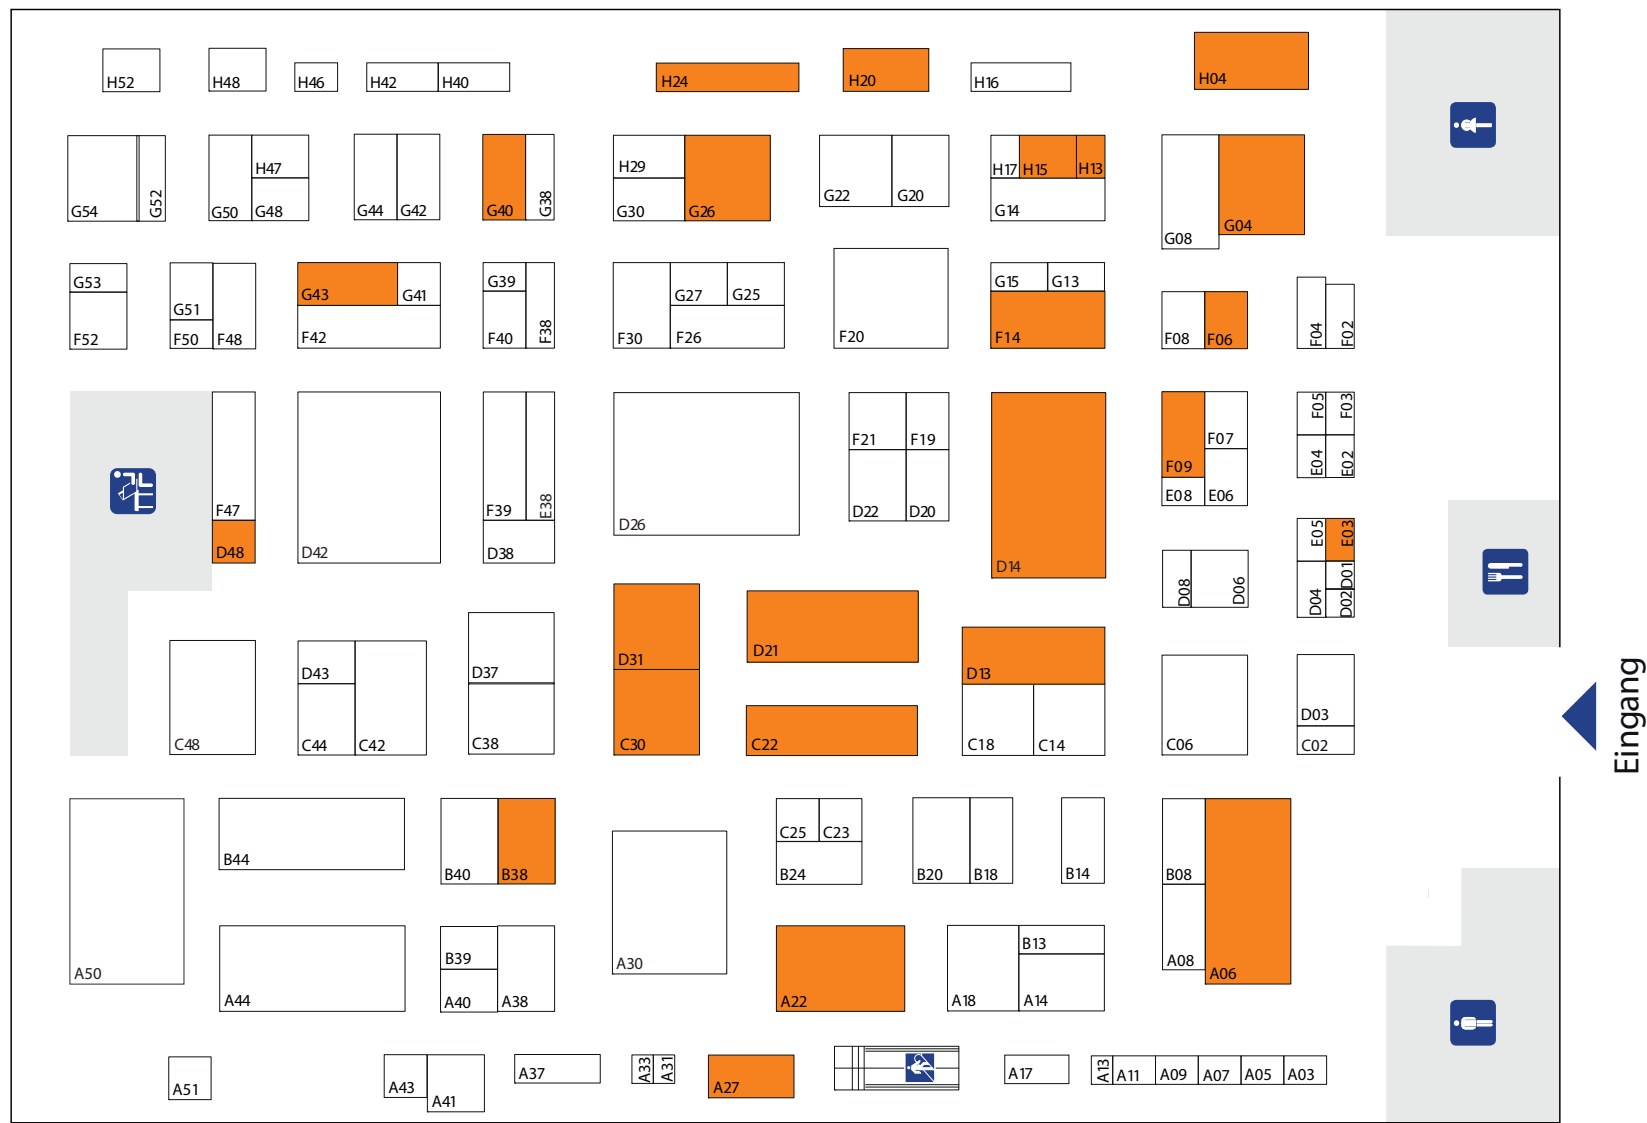 H52 H48 H46 H42 H40 H24 H20 H16 H04
H47 H29 H17 H15 H13
G54 G52 G50 G48 G44 G42 G40 G38 G30 G26 G22 G20 G14 G08 G04
G53 G51 G43 G41 G39 G27 G25 G15 G13
F52 F50 F48 F42 F40 F38 F30 F26 F20 F14 F08 F06 F04 F02
F21 F19 F09 F07 F05 F03
F47 F39 E38 E08 E06 E04 E02
D48 D42 D38 D26 D22 D20 D14 E05 E03
D08 D06 D04 D01
D02
D43 D37 D31 D21 D13 D03
C48 C44 C42 C38 C30 C22 C18 C14 C06 C02
Eingang
C25 C23
B44 B40 B38 B24 B20 B18 B14 B08
B39 B13
A50 A44 A40 A38 A30 A22 A18 A14 A08 A06
A51 A43 A41 A37 A33 A31 A27 A17 A13 A11 A09 A07 A05 A03